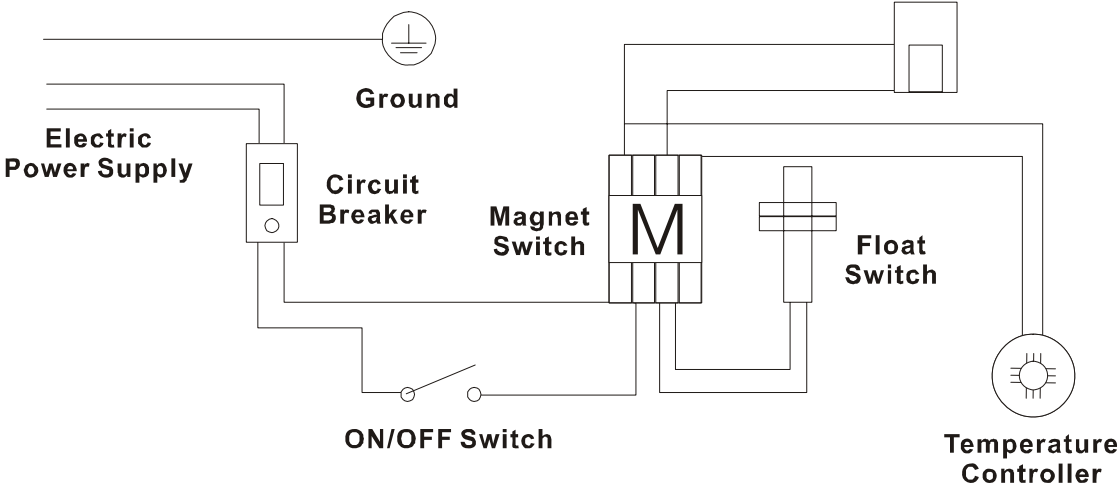 Ground
Electric
Power Supply
Circuit
Breaker
Magnet
Switch
M
Float
Switch
ON/OFF Switch
Temperature
Controller